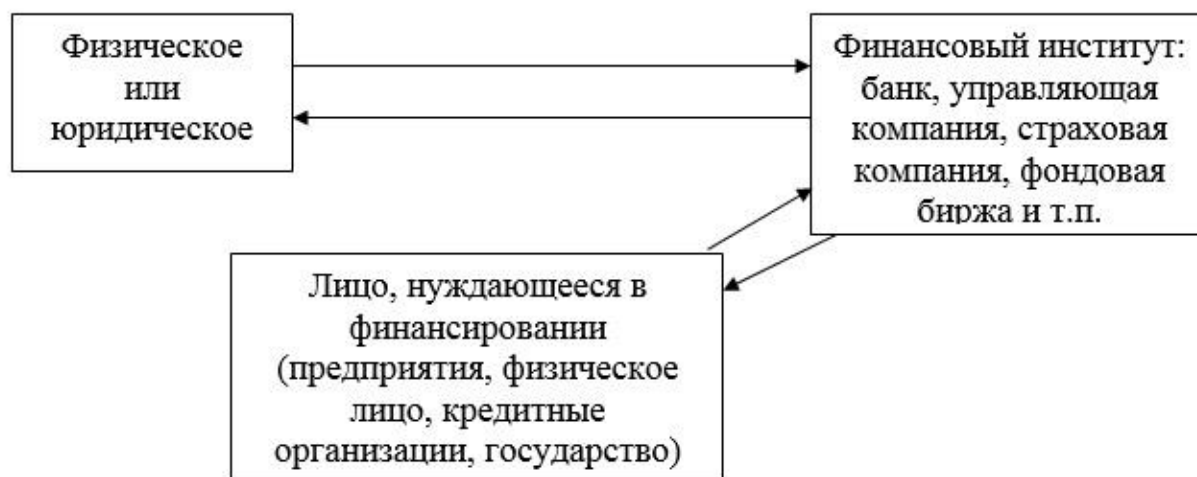 Физическое
или
юридическое
Финансовый институт:
банк, управляющая
компания, страховая
компания, фондовая
биржа и т.п.
Лицо, нуждающееся в
финансировании
(предприятия, физическое
лицо, кредитные
организации, государство)